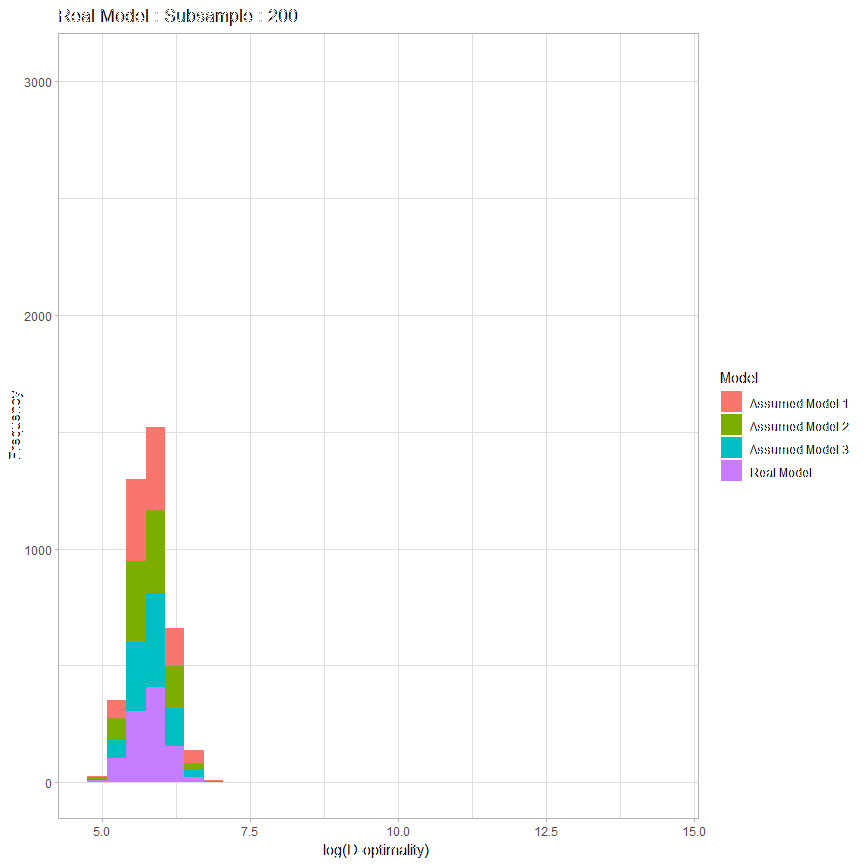 Real Model : Subsample : 200
3000
2000
1000
0
Frequency
5.0 7.5 10.0 12.5 15.0
log(D-optimality)
Model
Assumed Model 1
Assumed Model 2
Assumed Model 3
Real Model